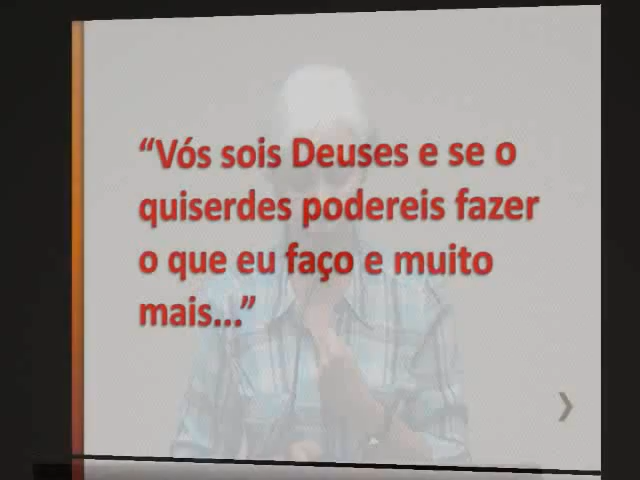 “Vós sois Deuses e se o
quiserdes podereis fazer
o que eu faço e muito
mais...”